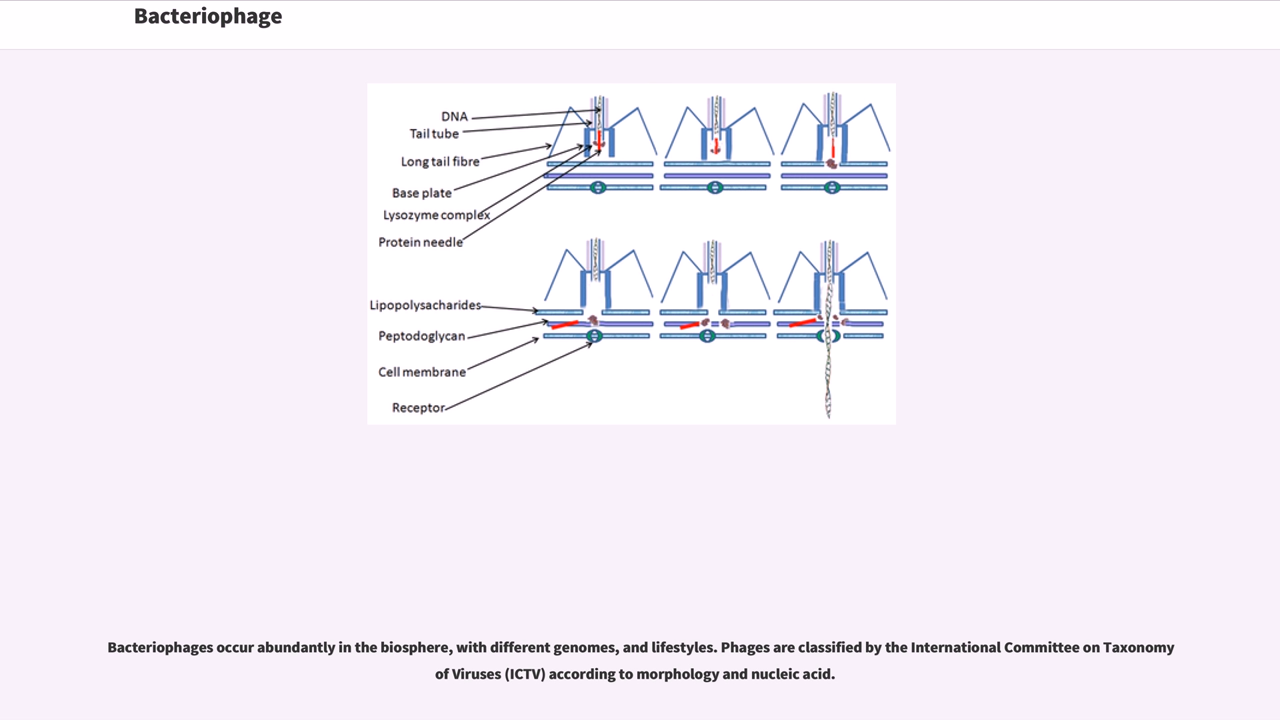 Bacteriophage
DNA
Tail tube
Long tail fibre
Base plate
Lysozyme complex
Protein needle
Lipopolysacharides
Peptodoglycan
Cell membrane
Receptor
Bacteriophages occur abundantly in the biosphere, with different genomes, and lifestyles. Phages are classified by the International Committee on Taxonomy
of Viruses (ICTV) according to morphology and nucleic acid.